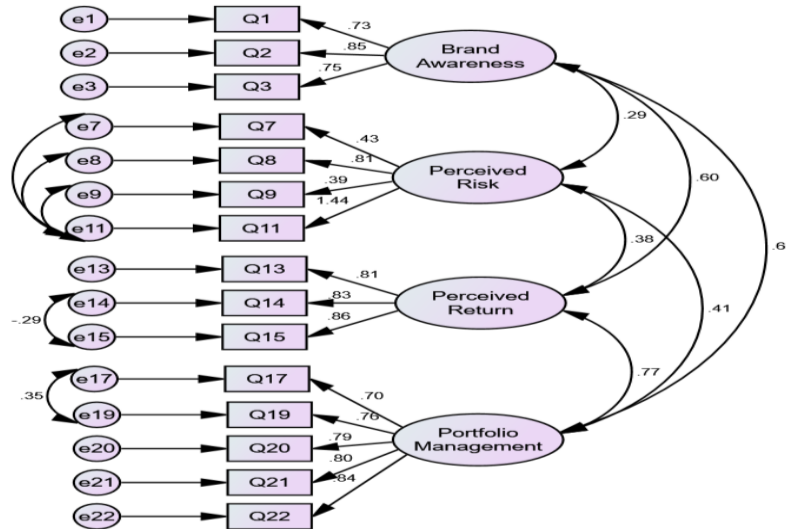 e1 Q1 .73
e2 Q2 .85 Brand
Awareness
e3 Q3 .75
e7 Q7 .43 .29
e8 Q8 .81 Perceived
Risk
e9 Q9 .39 .60
e11 Q11 1.44
.38 .6
e13 Q13 .81
e14 Q14 .83 Perceived
Return
-.29
e15 Q15 .86 .41
e17 Q17 .70 .77
.35
e19 Q19 .76 Portfolio
Management
e20 Q20 .79
e21 Q21 .80
e22 Q22 .84